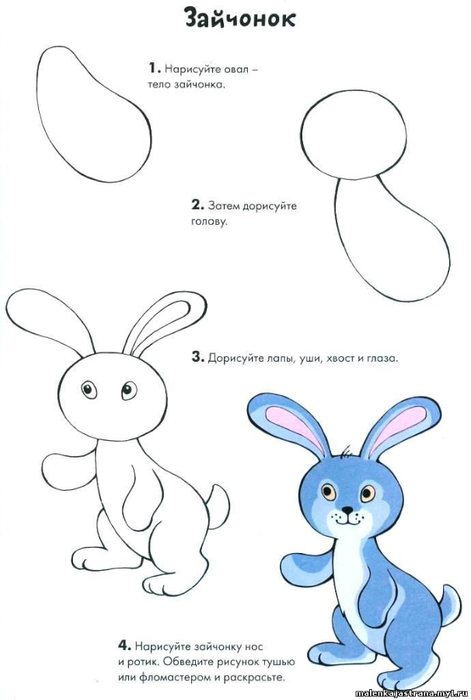 Зайчонок
1. Нарисуйте овал –
тело зайчонка.
2. Затем дорисуйте
голову.
3. Дорисуйте лапы, уши, хвост и глаза.
4. Нарисуйте зайчонку нос
и ротик. Обведите рисунок тушью
или фломастером и раскрасьте.
malenkajastrana.my1.ru